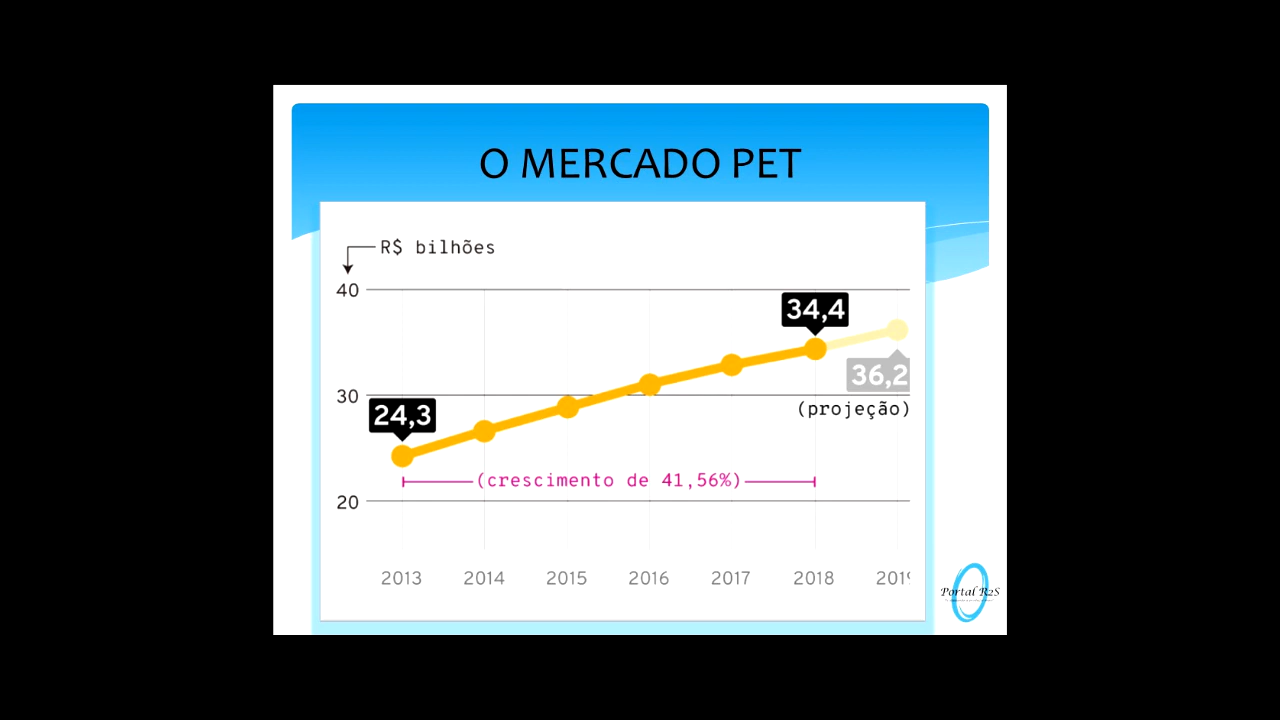 O MERCADO PET
R$ bilhões
40
34,4
36,2
30
(projeção)
24,3
(crescimento de 41,56%)
20
2013 2014 2015 2016 2017 2018
Portal R2S